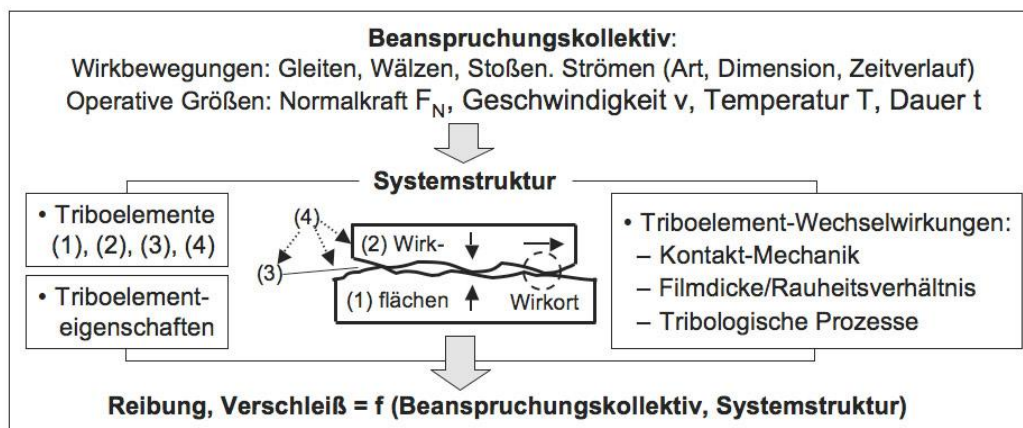 Beanspruchungskollektiv:
Wirkbewegungen: Gleiten, Wälzen, Stoßen. Strömen (Art, Dimension, Zeitverlauf)
Operative Größen: Normalkraft F_N, Geschwindigkeit v, Temperatur T, Dauer t
Systemstruktur
• Triboelemente
(1), (2), (3), (4)
• Triboelement-
eigenschaften
(4)
(2) Wirk-
(3)
(1) flächen
Wirkort
• Triboelement-Wechselwirkungen:
– Kontakt-Mechanik
– Filmdicke/Rauheitsverhältnis
– Tribologische Prozesse
Reibung, Verschleiß = f (Beanspruchungskollektiv, Systemstruktur)